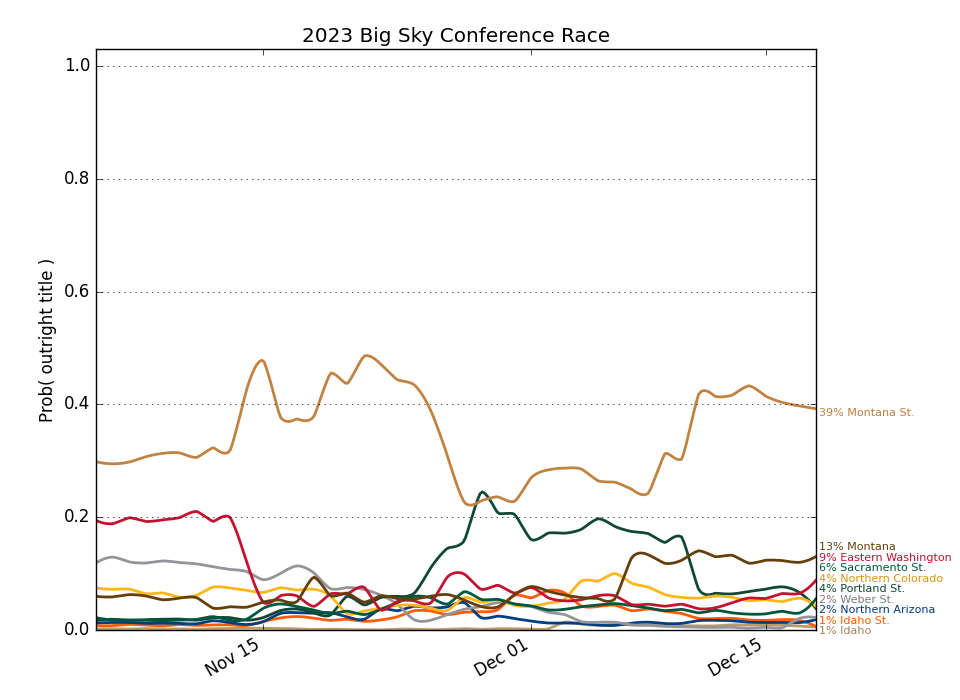 2023 Big Sky Conference Race
Prob( outright title )
1.0
0.8
0.6
0.4
0.2
0.0
Nov 15
Dec 01
Dec 15
39% Montana St.
13% Montana
9% Eastern Washington
6% Sacramento St.
4% Northern Colorado
4% Portland St.
2% Weber St.
2% Northern Arizona
1% Idaho St.
1% Idaho